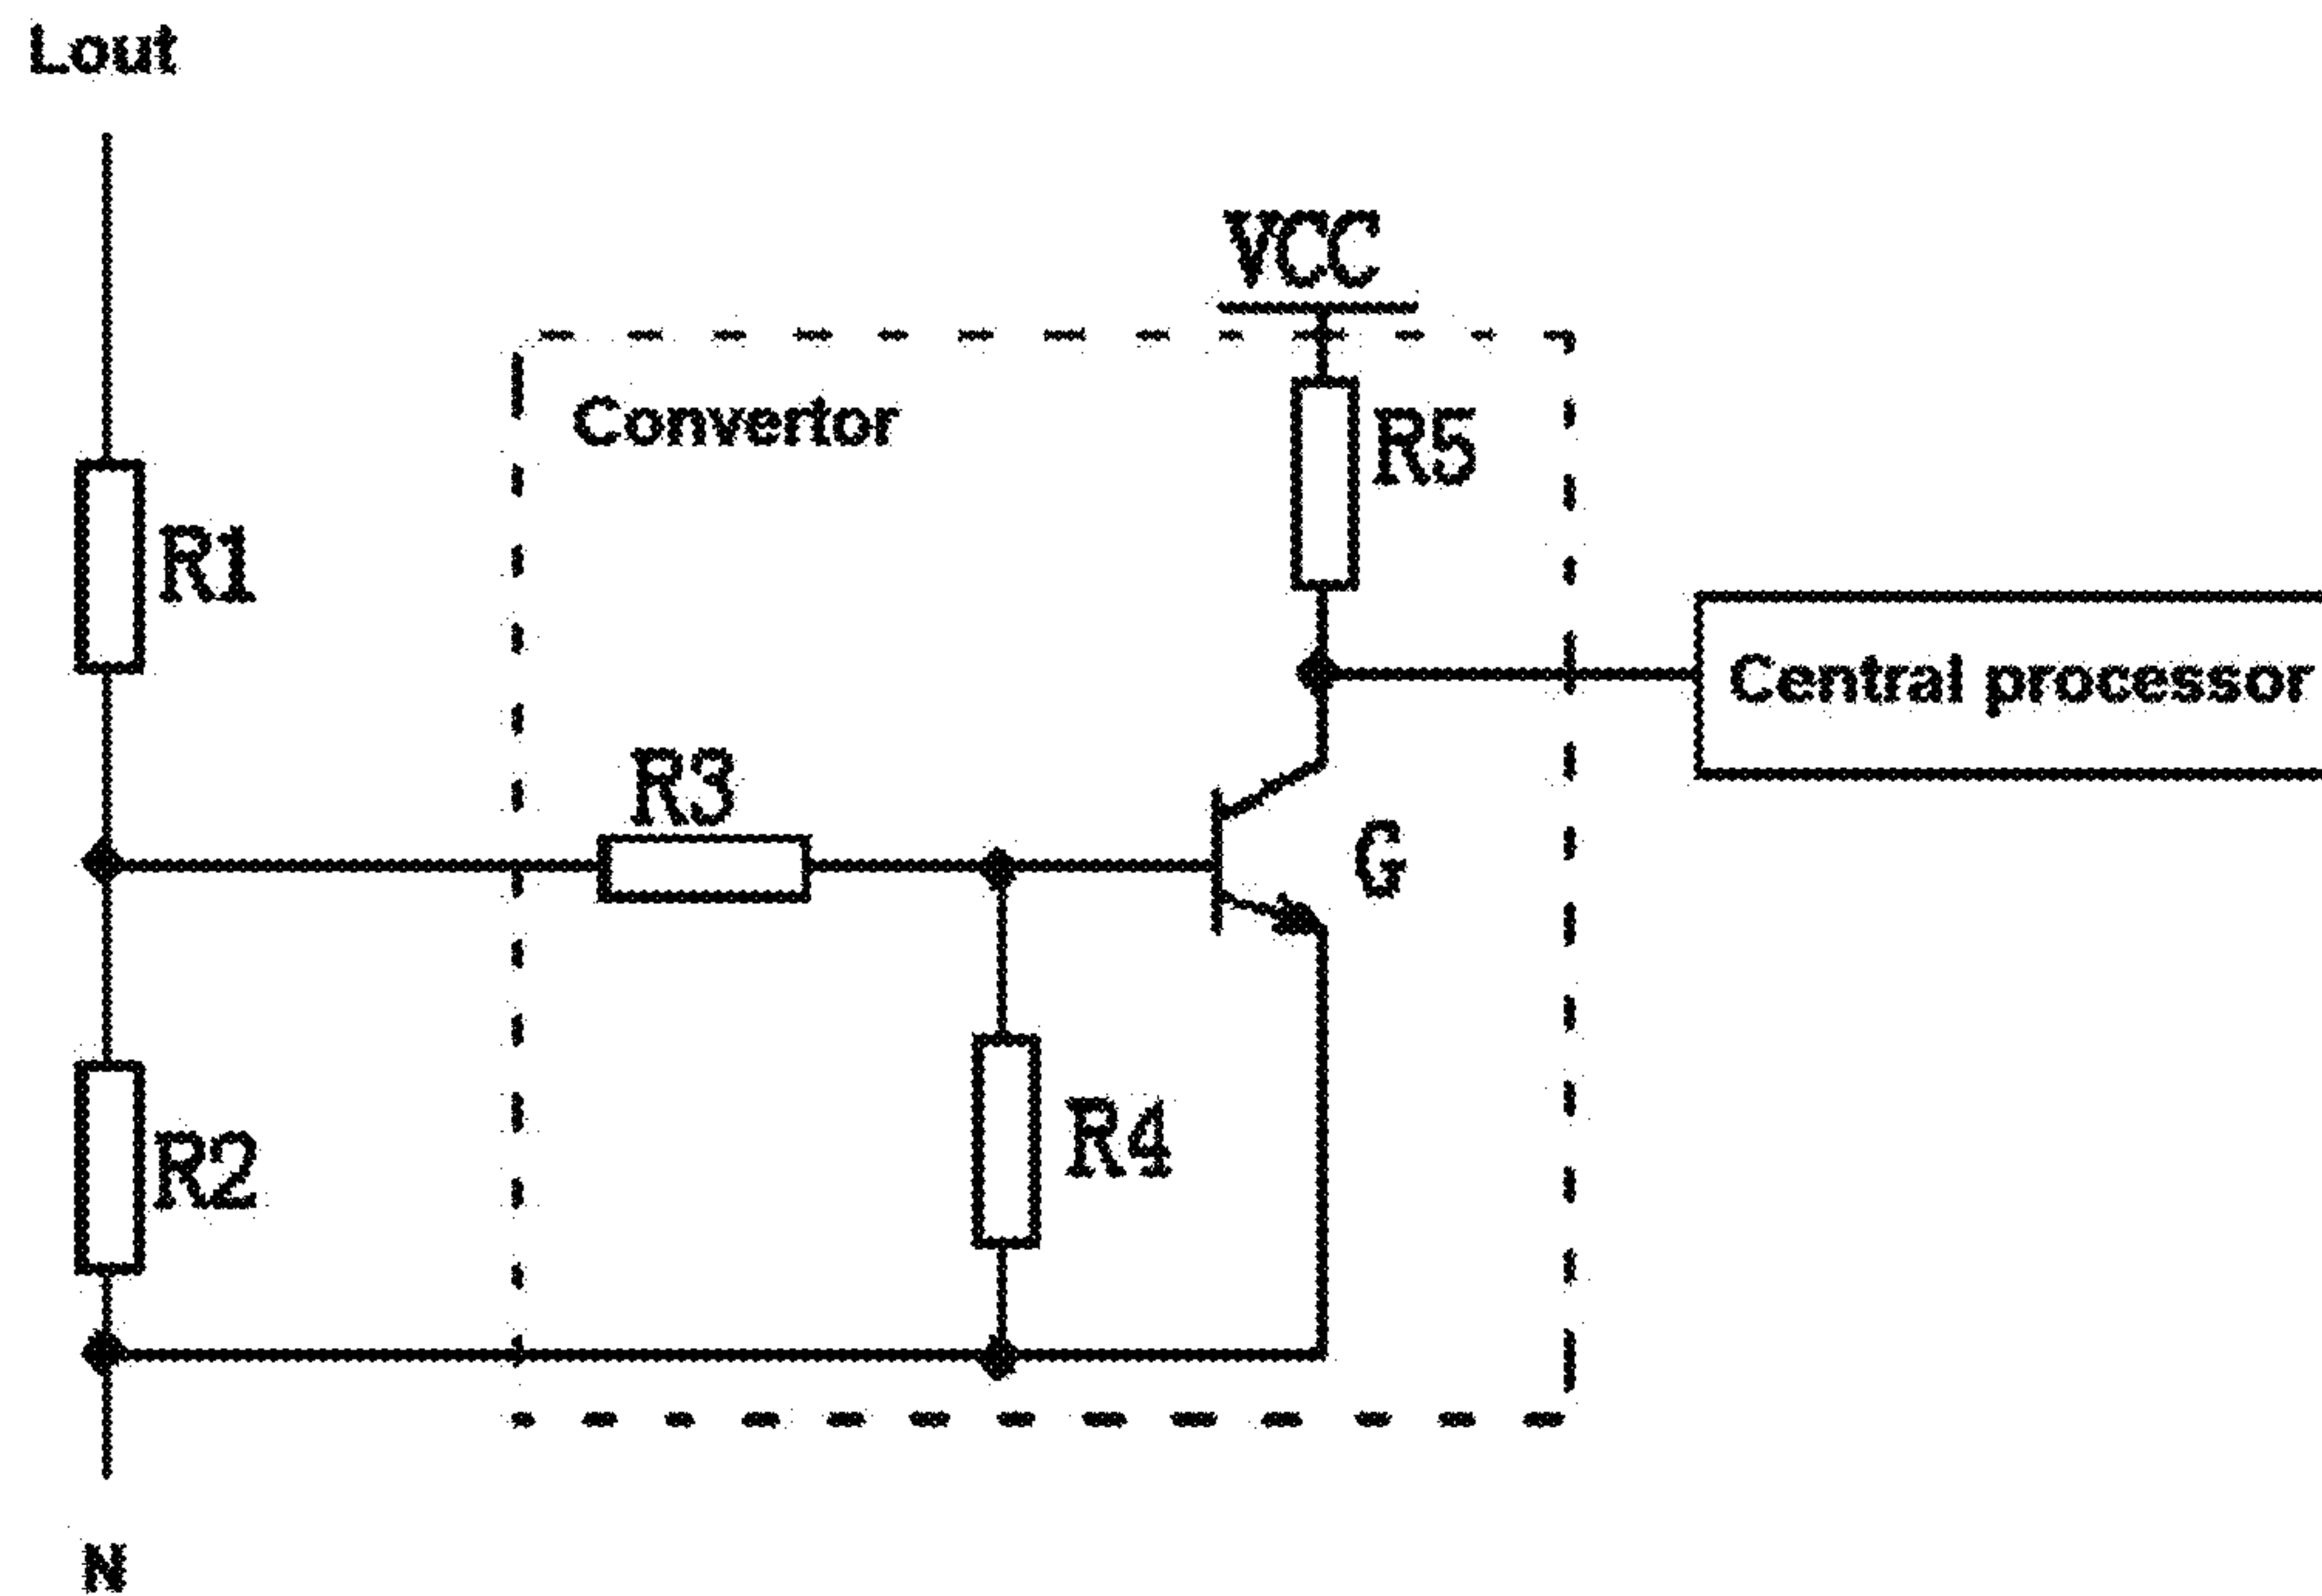 Lout
VCC
Convertor
R5
R1
Central processor
R3
G
R4
R2
N